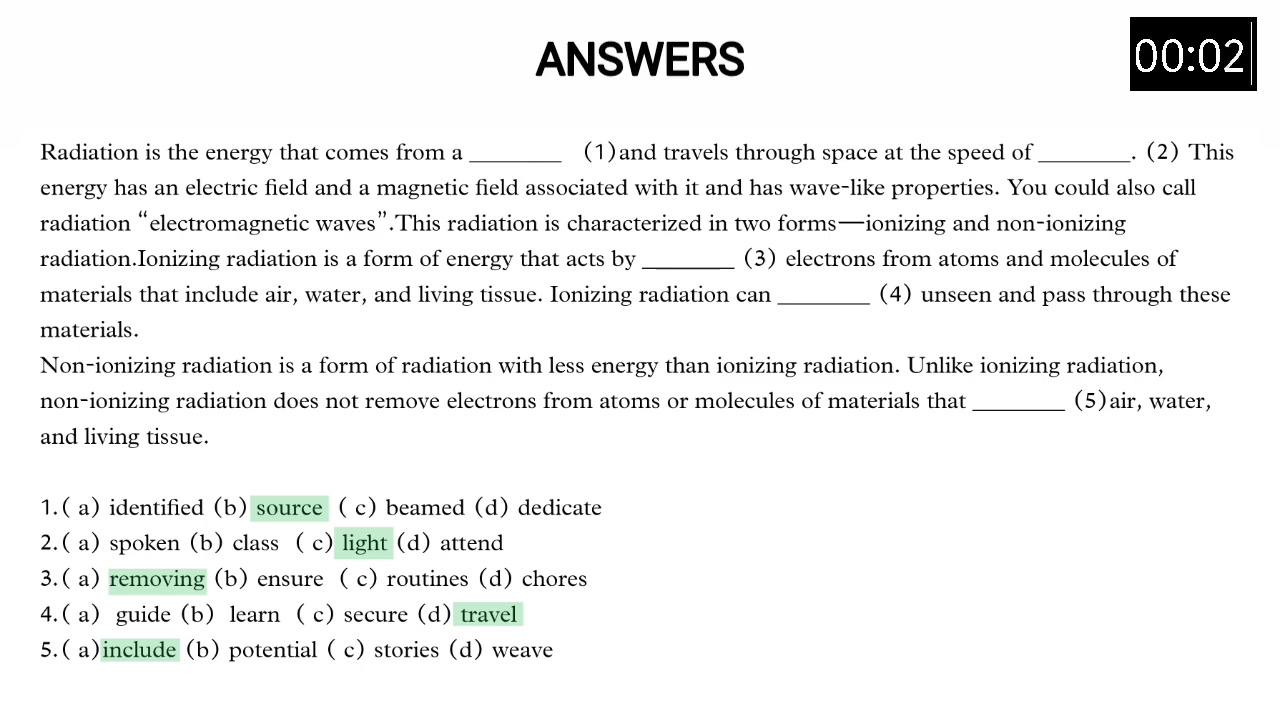 ANSWERS
00:02
Radiation is the energy that comes from a ________ (1)and travels through space at the speed of ________. (2) This
energy has an electric field and a magnetic field associated with it and has wave-like properties. You could also call
radiation “electromagnetic waves”.This radiation is characterized in two forms—ionizing and non-ionizing
radiation.Ionizing radiation is a form of energy that acts by ________ (3) electrons from atoms and molecules of
materials that include air, water, and living tissue. Ionizing radiation can ________ (4) unseen and pass through these
materials.
Non-ionizing radiation is a form of radiation with less energy than ionizing radiation. Unlike ionizing radiation,
non-ionizing radiation does not remove electrons from atoms or molecules of materials that ________ (5)air, water,
and living tissue.
1.( a) identified (b) source ( c) beamed (d) dedicate
2.( a) spoken (b) class ( c) light (d) attend
3.( a) removing (b) ensure ( c) routines (d) chores
4.( a) guide (b) learn ( c) secure (d) travel
5.( a)include (b) potential ( c) stories (d) weave